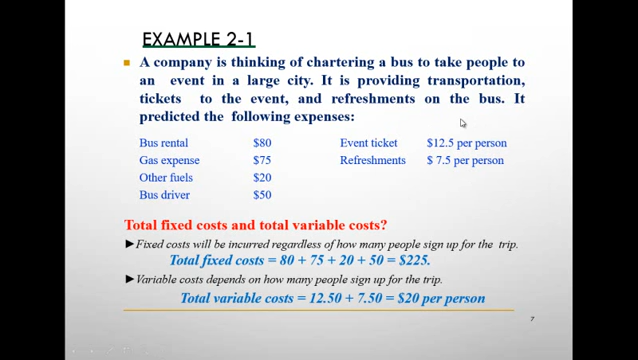 EXAMPLE 2-1
A company is thinking of chartering a bus to take people to
an event in a large city. It is providing transportation,
tickets to the event, and refreshments on the bus. It
predicted the following expenses:
Bus rental $80 Event ticket $12.5 per person
Gas expense $75 Refreshments $ 7.5 per person
Other fuels $20
Bus driver $50
Total fixed costs and total variable costs?
►Fixed costs will be incurred regardless of how many people sign up for the trip.
Total fixed costs = 80 + 75 + 20 + 50 = $225.
►Variable costs depends on how many people sign up for the trip.
Total variable costs = 12.50 + 7.50 = $20 per person
7